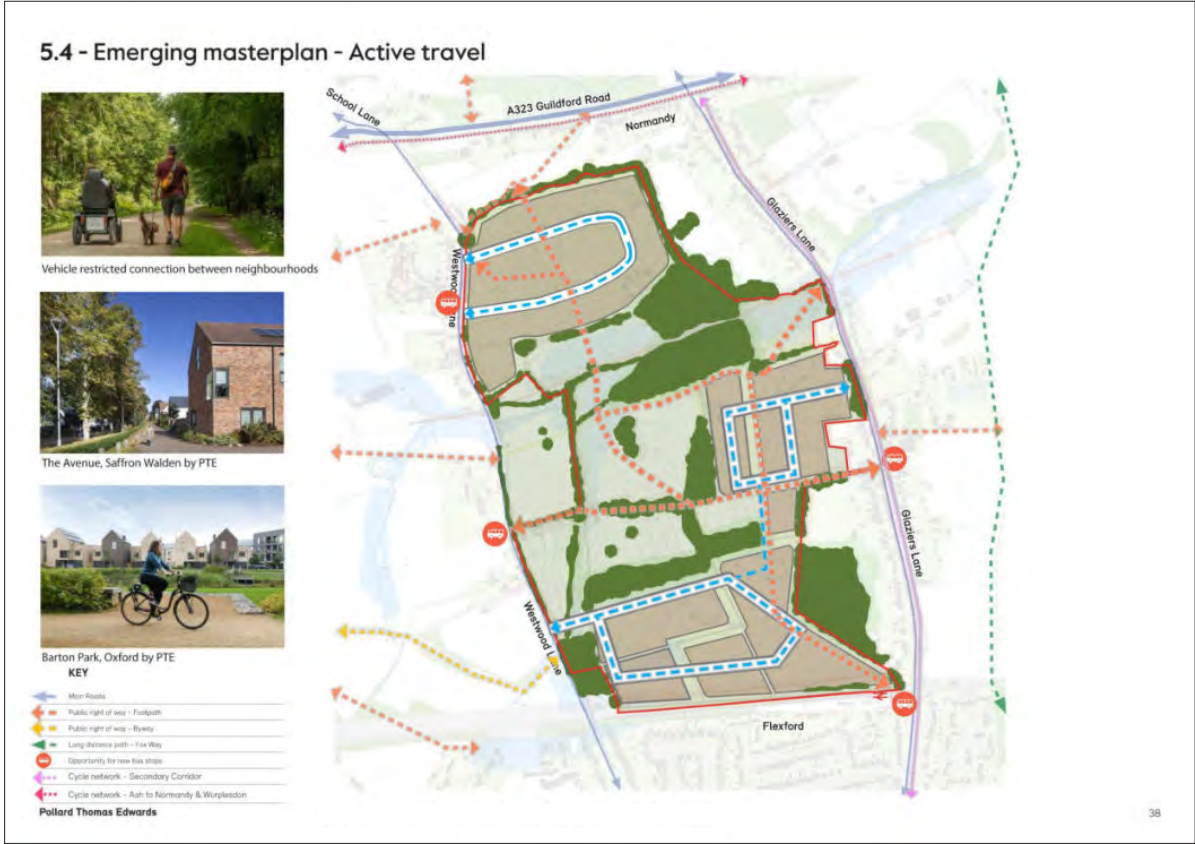 5.4 - Emerging masterplan - Active travel
Vehicle restricted connection between neighbourhoods
The Avenue, Saffron Walden by PTE
Barton Park, Oxford by PTE
KEY
Main Roads
Public right of way - Footpath
Public right of way - Byway
Long distance path - Fox Way
Opportunity for new bus stops
Cycle network - Secondary Corridor
Cycle network - Ash to Normandy & Worplesdon
Pollard Thomas Edwards
School Lane
A323 Guildford Road
Normandy
Glaziers Lane
Westwood Lane
Glaziers Lane
Westwood Lane
Flexford
38